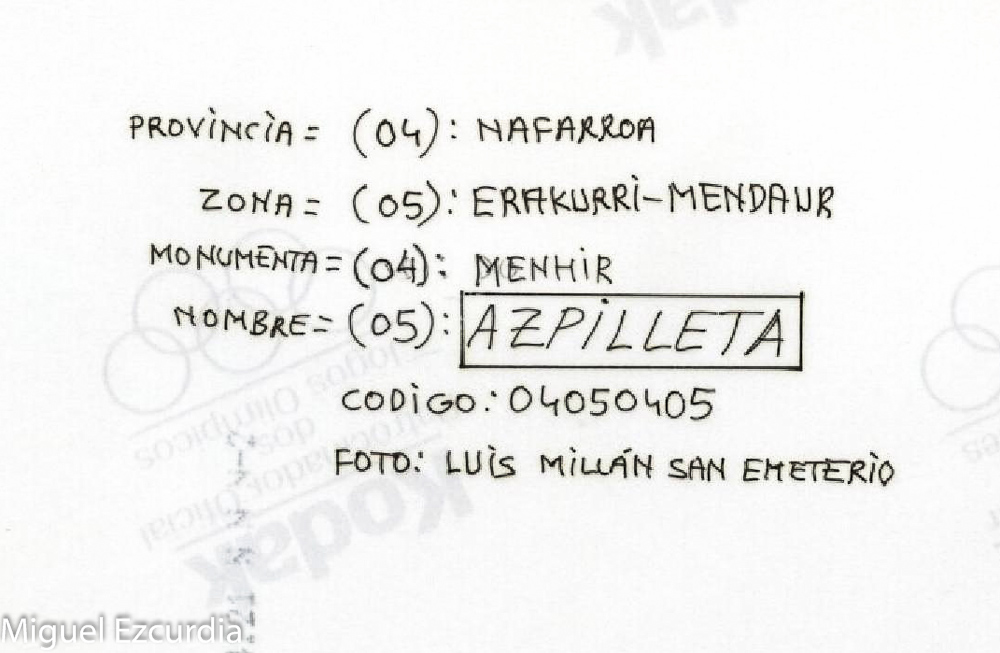 PROVINCIA = (04): NAFARROA
ZONA = (05): ERAKURRI-MENDAUR
MONUMENTA = (04): MENHIR
NOMBRE = (05): AZPILLETA
CODIGO: 04050405
FOTO: LUIS MILLÁN SAN EMETERIO
Kodak
Miguel Ezcurdia